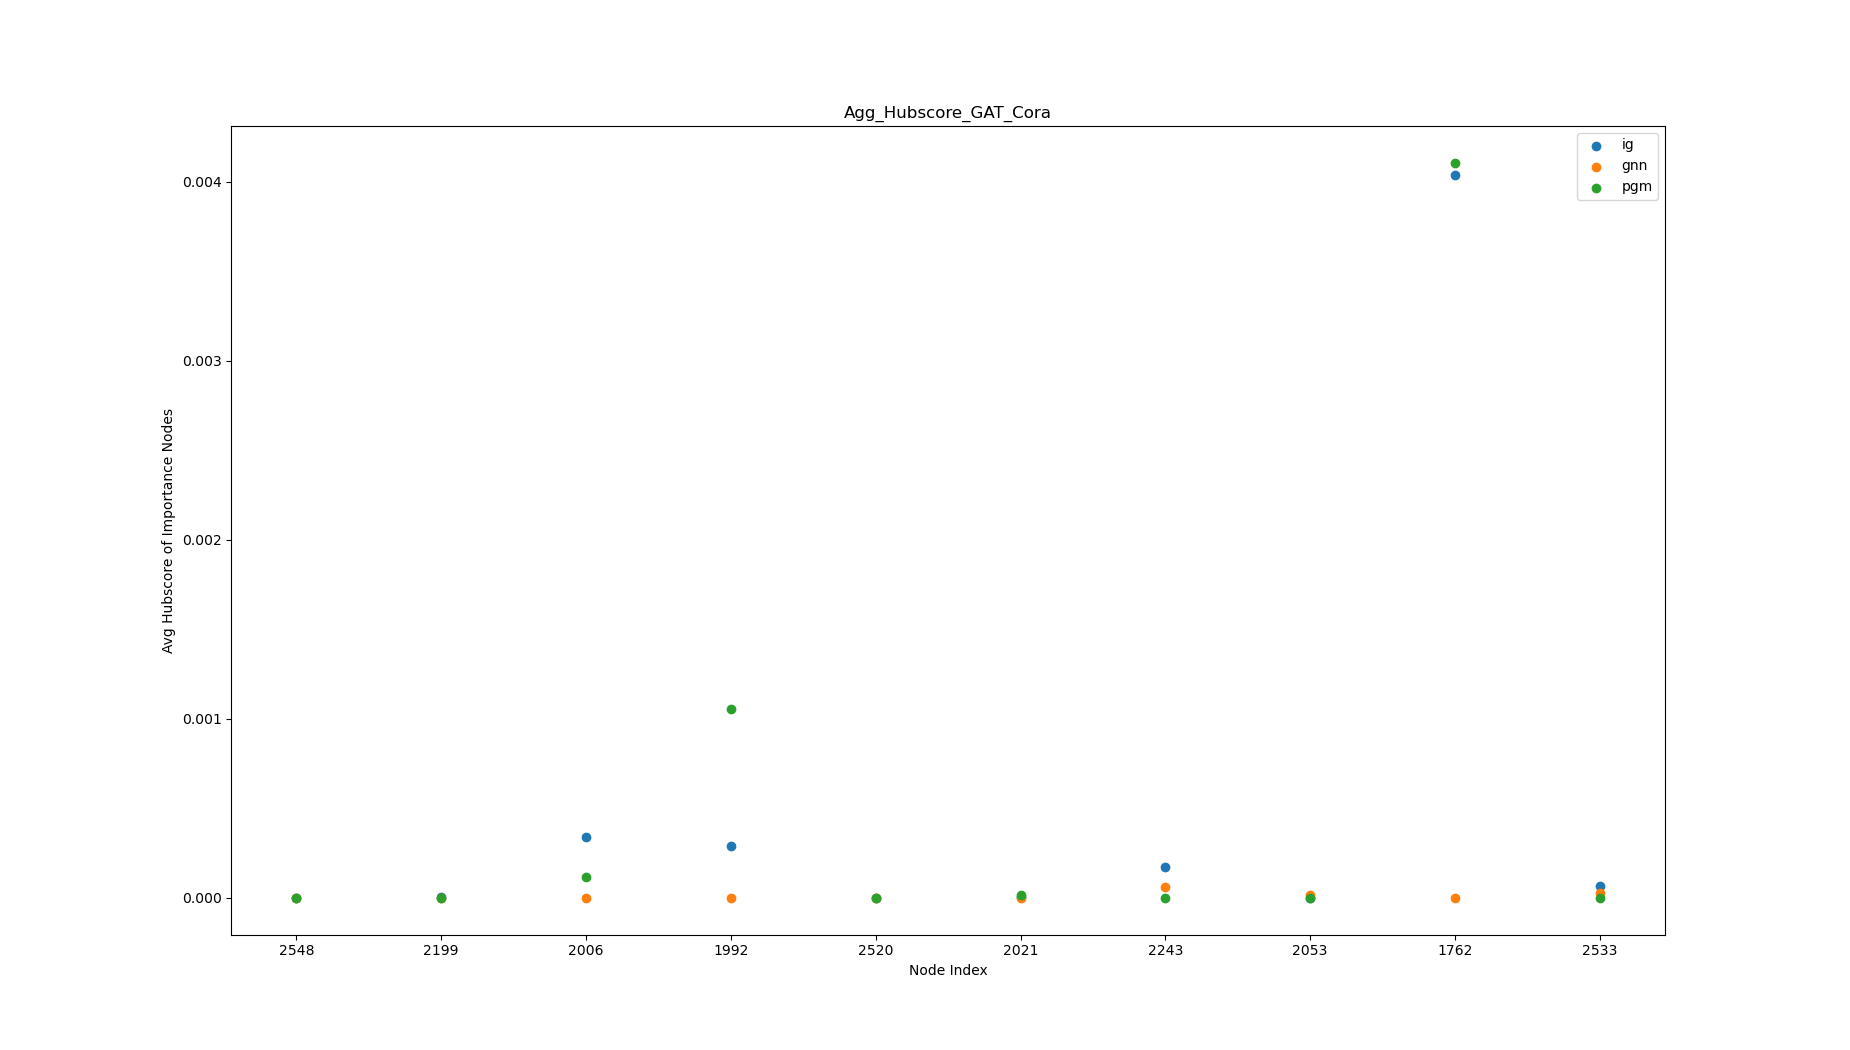 Agg_Hubscore_GAT_Cora
ig
gnn
pgm
0.004
0.003
0.002
0.001
0.000
Avg Hubscore of Importance Nodes
2548 2199 2006 1992 2520 2021 2243 2053 1762 2533
Node Index